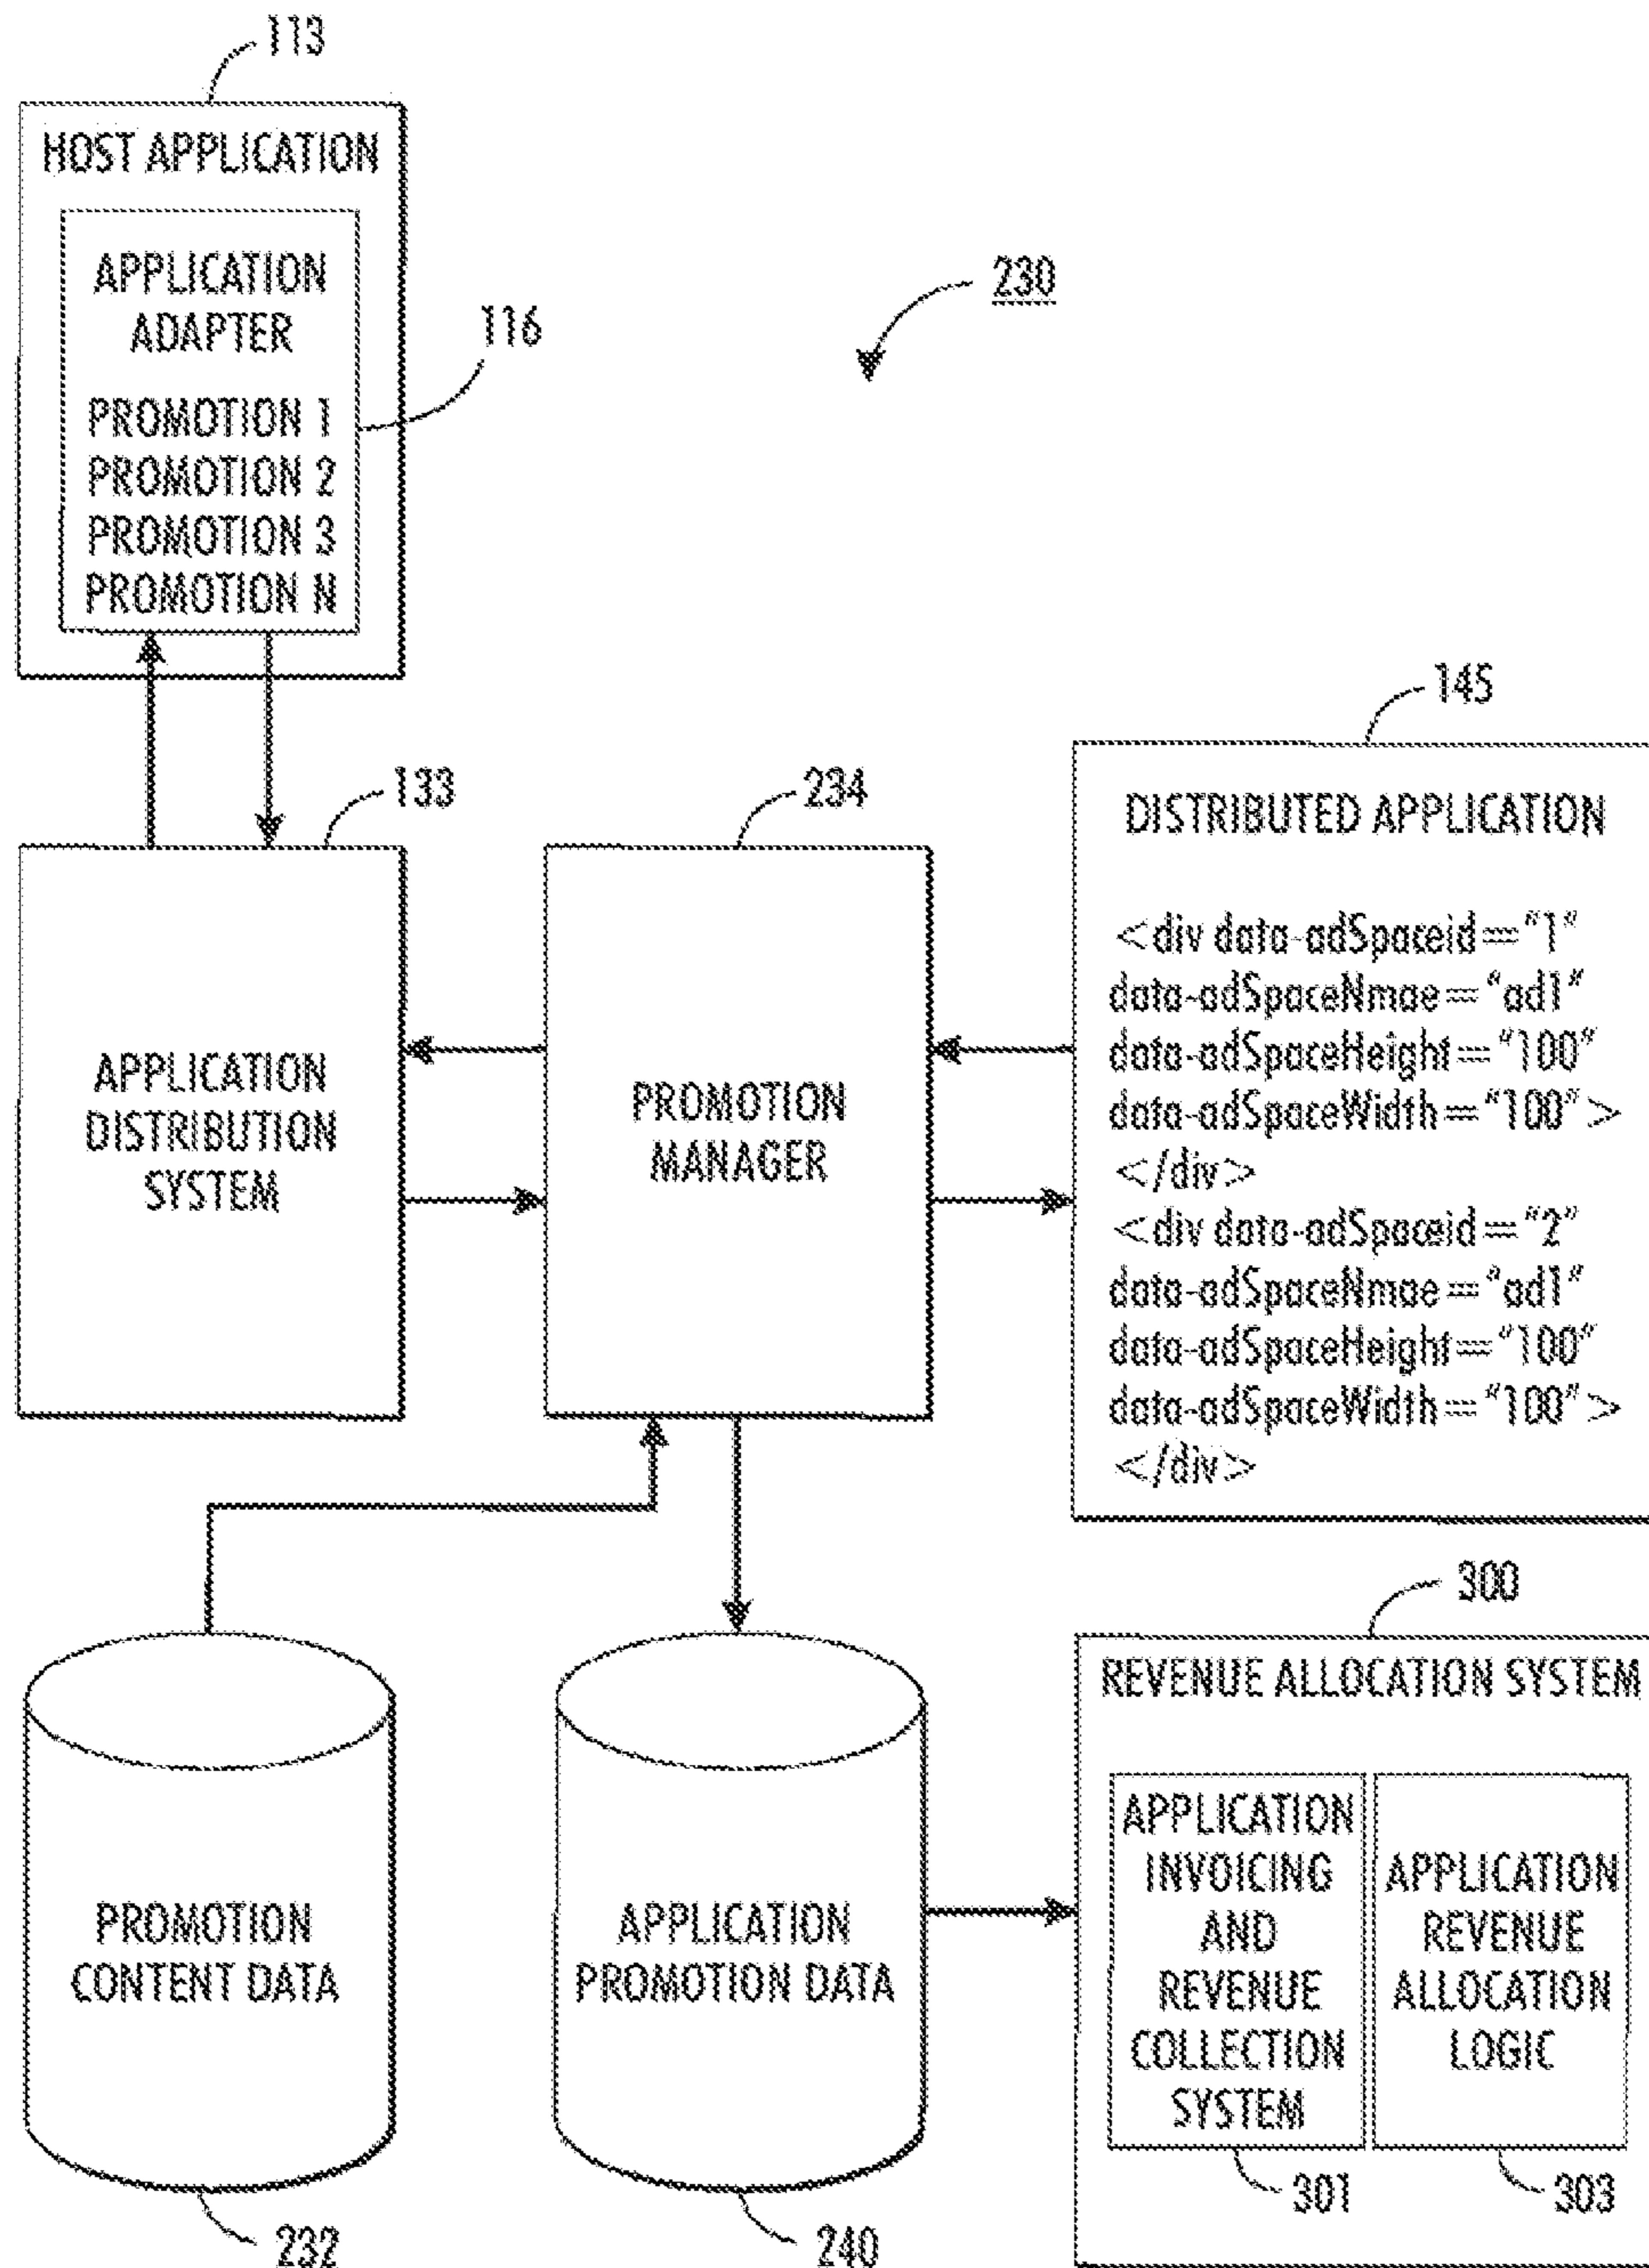 113
HOST APPLICATION
APPLICATION
ADAPTER
PROMOTION 1
PROMOTION 2
PROMOTION 3
PROMOTION N
116
230
145
133
234
DISTRIBUTED APPLICATION
<div data-adSpaceid="1"
data-adSpaceNmae="ad1"
data-adSpaceHeight="100"
data-adSpaceWidth="100">
</div>
<div data-adSpaceid="2"
data-adSpaceNmae="ad1"
data-adSpaceHeight="100"
data-adSpaceWidth="100">
</div>
APPLICATION
DISTRIBUTION
SYSTEM
PROMOTION
MANAGER
300
REVENUE ALLOCATION SYSTEM
APPLICATION
INVOICING
AND
REVENUE
COLLECTION
SYSTEM
APPLICATION
REVENUE
ALLOCATION
LOGIC
PROMOTION
CONTENT DATA
APPLICATION
PROMOTION DATA
301
303
232
240